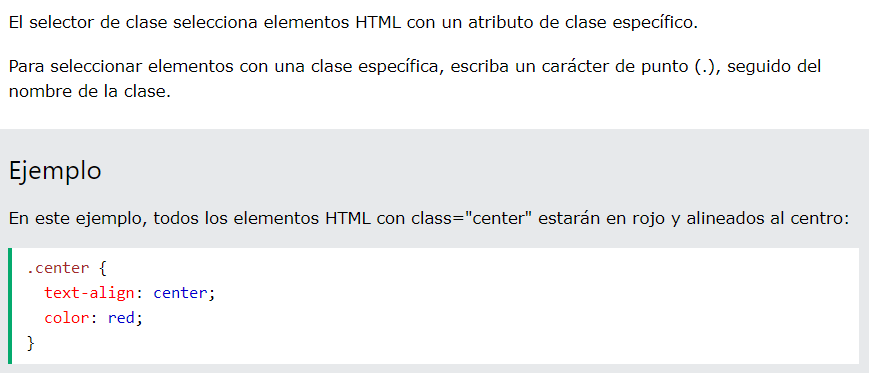 El selector de clase selecciona elementos HTML con un atributo de clase específico.
Para seleccionar elementos con una clase específica, escriba un carácter de punto (.), seguido del
nombre de la clase.
Ejemplo
En este ejemplo, todos los elementos HTML con class="center" estarán en rojo y alineados al centro:
.center {
  text-align: center;
  color: red;
}